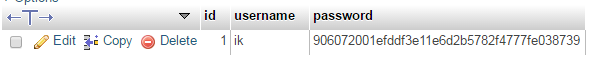 Options
id username password
Edit Copy Delete 1 ik 906072001efddf3e11e6d2b5782f4777fe038739